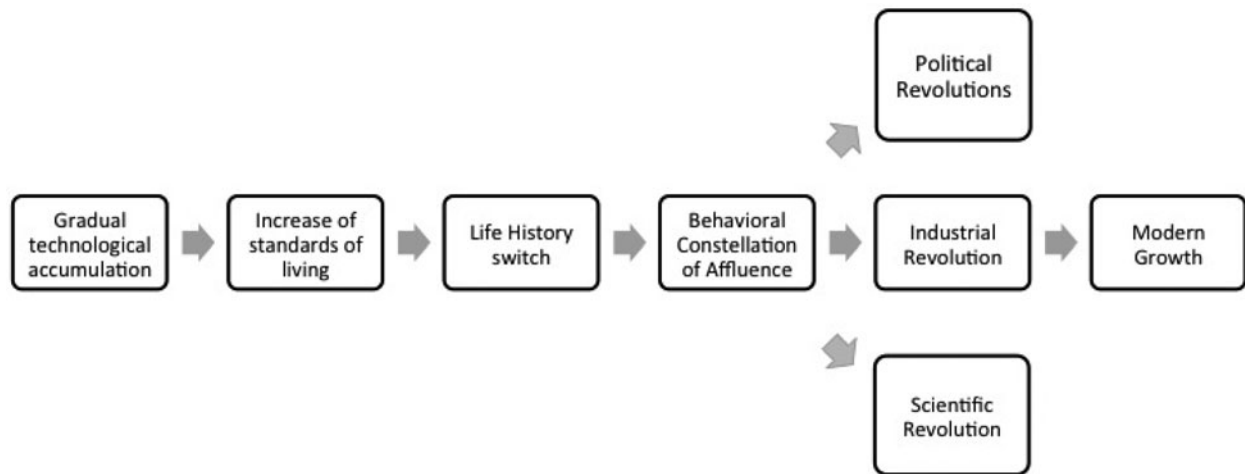 Political
Revolutions
Gradual
technological
accumulation
Increase of
standards of
living
Life History
switch
Behavioral
Constellation
of Affluence
Industrial
Revolution
Modern
Growth
Scientific
Revolution